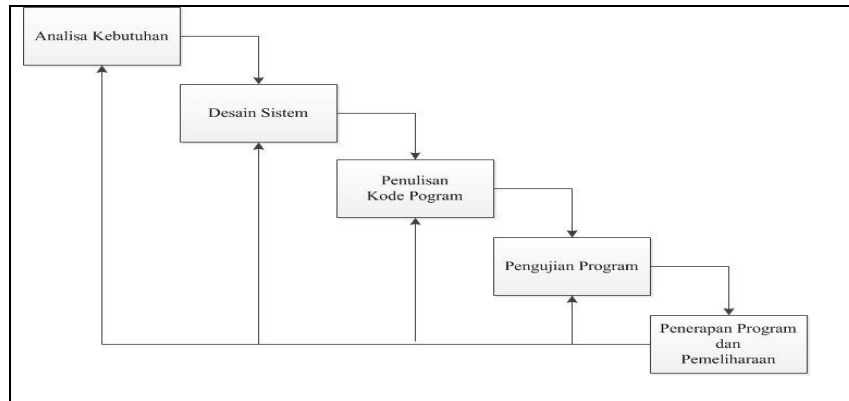 Analisa Kebutuhan
Desain Sistem
Penulisan
Kode Pogram
Pengujian Program
Penerapan Program
dan
Pemeliharaan